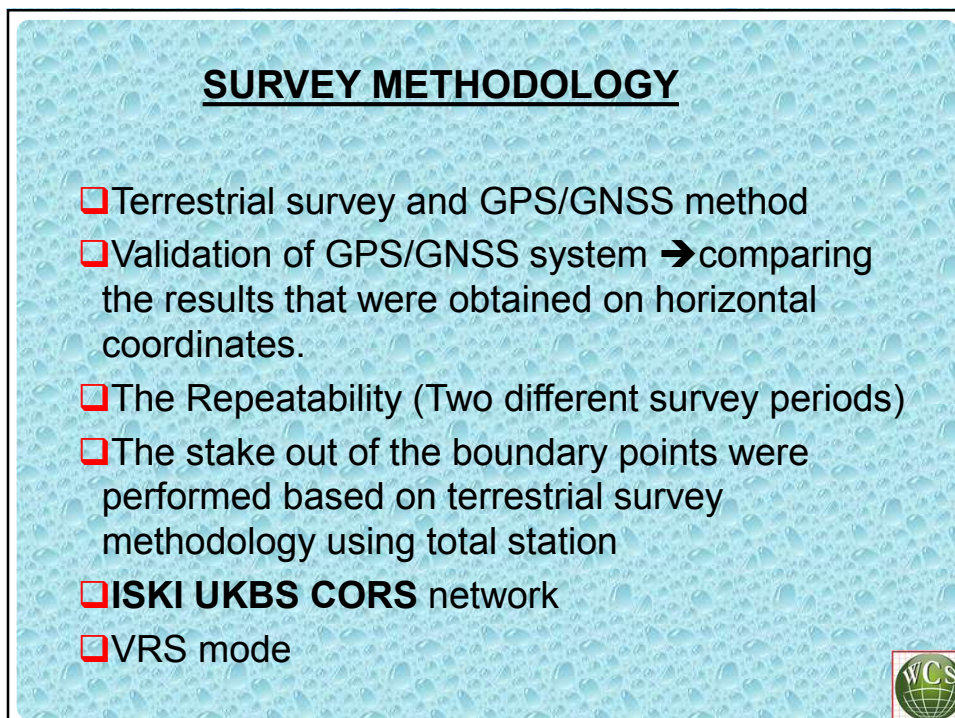 SURVEY METHODOLOGY
❑Terrestrial survey and GPS/GNSS method
❑Validation of GPS/GNSS system ➔comparing
the results that were obtained on horizontal
coordinates.
❑The Repeatability (Two different survey periods)
❑The stake out of the boundary points were
performed based on terrestrial survey
methodology using total station
❑ISKI UKBS CORS network
❑VRS mode
WCS